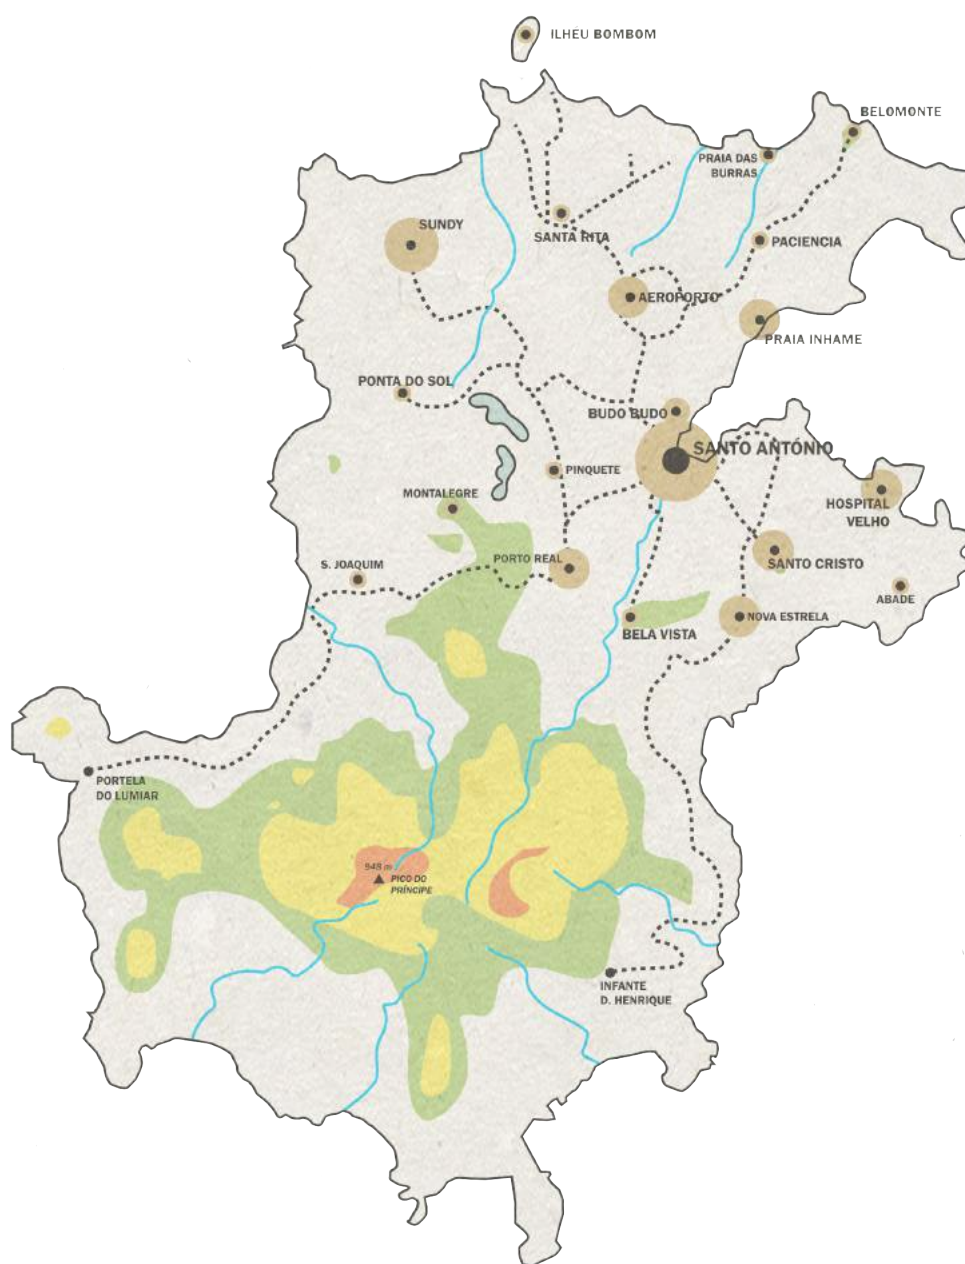 ILHÉU BOMBOM
BELOMONTE
PRAIA DAS
BURRAS
SUNDY
SANTA RITA
PACIENCIA
AEROPORTO
PRAIA INHAME
PONTA DO SOL
BUDO BUDO
SANTO ANTÓNIO
PINQUETE
MONTALEGRE
HOSPITAL
VELHO
S. JOAQUIM
PORTO REAL
SANTO CRISTO
ABADE
NOVA ESTRELA
BELA VISTA
PORTELA
DO LUMIAR
948 m
PICO DO
PRÍNCIPE
INFANTE
D. HENRIQUE